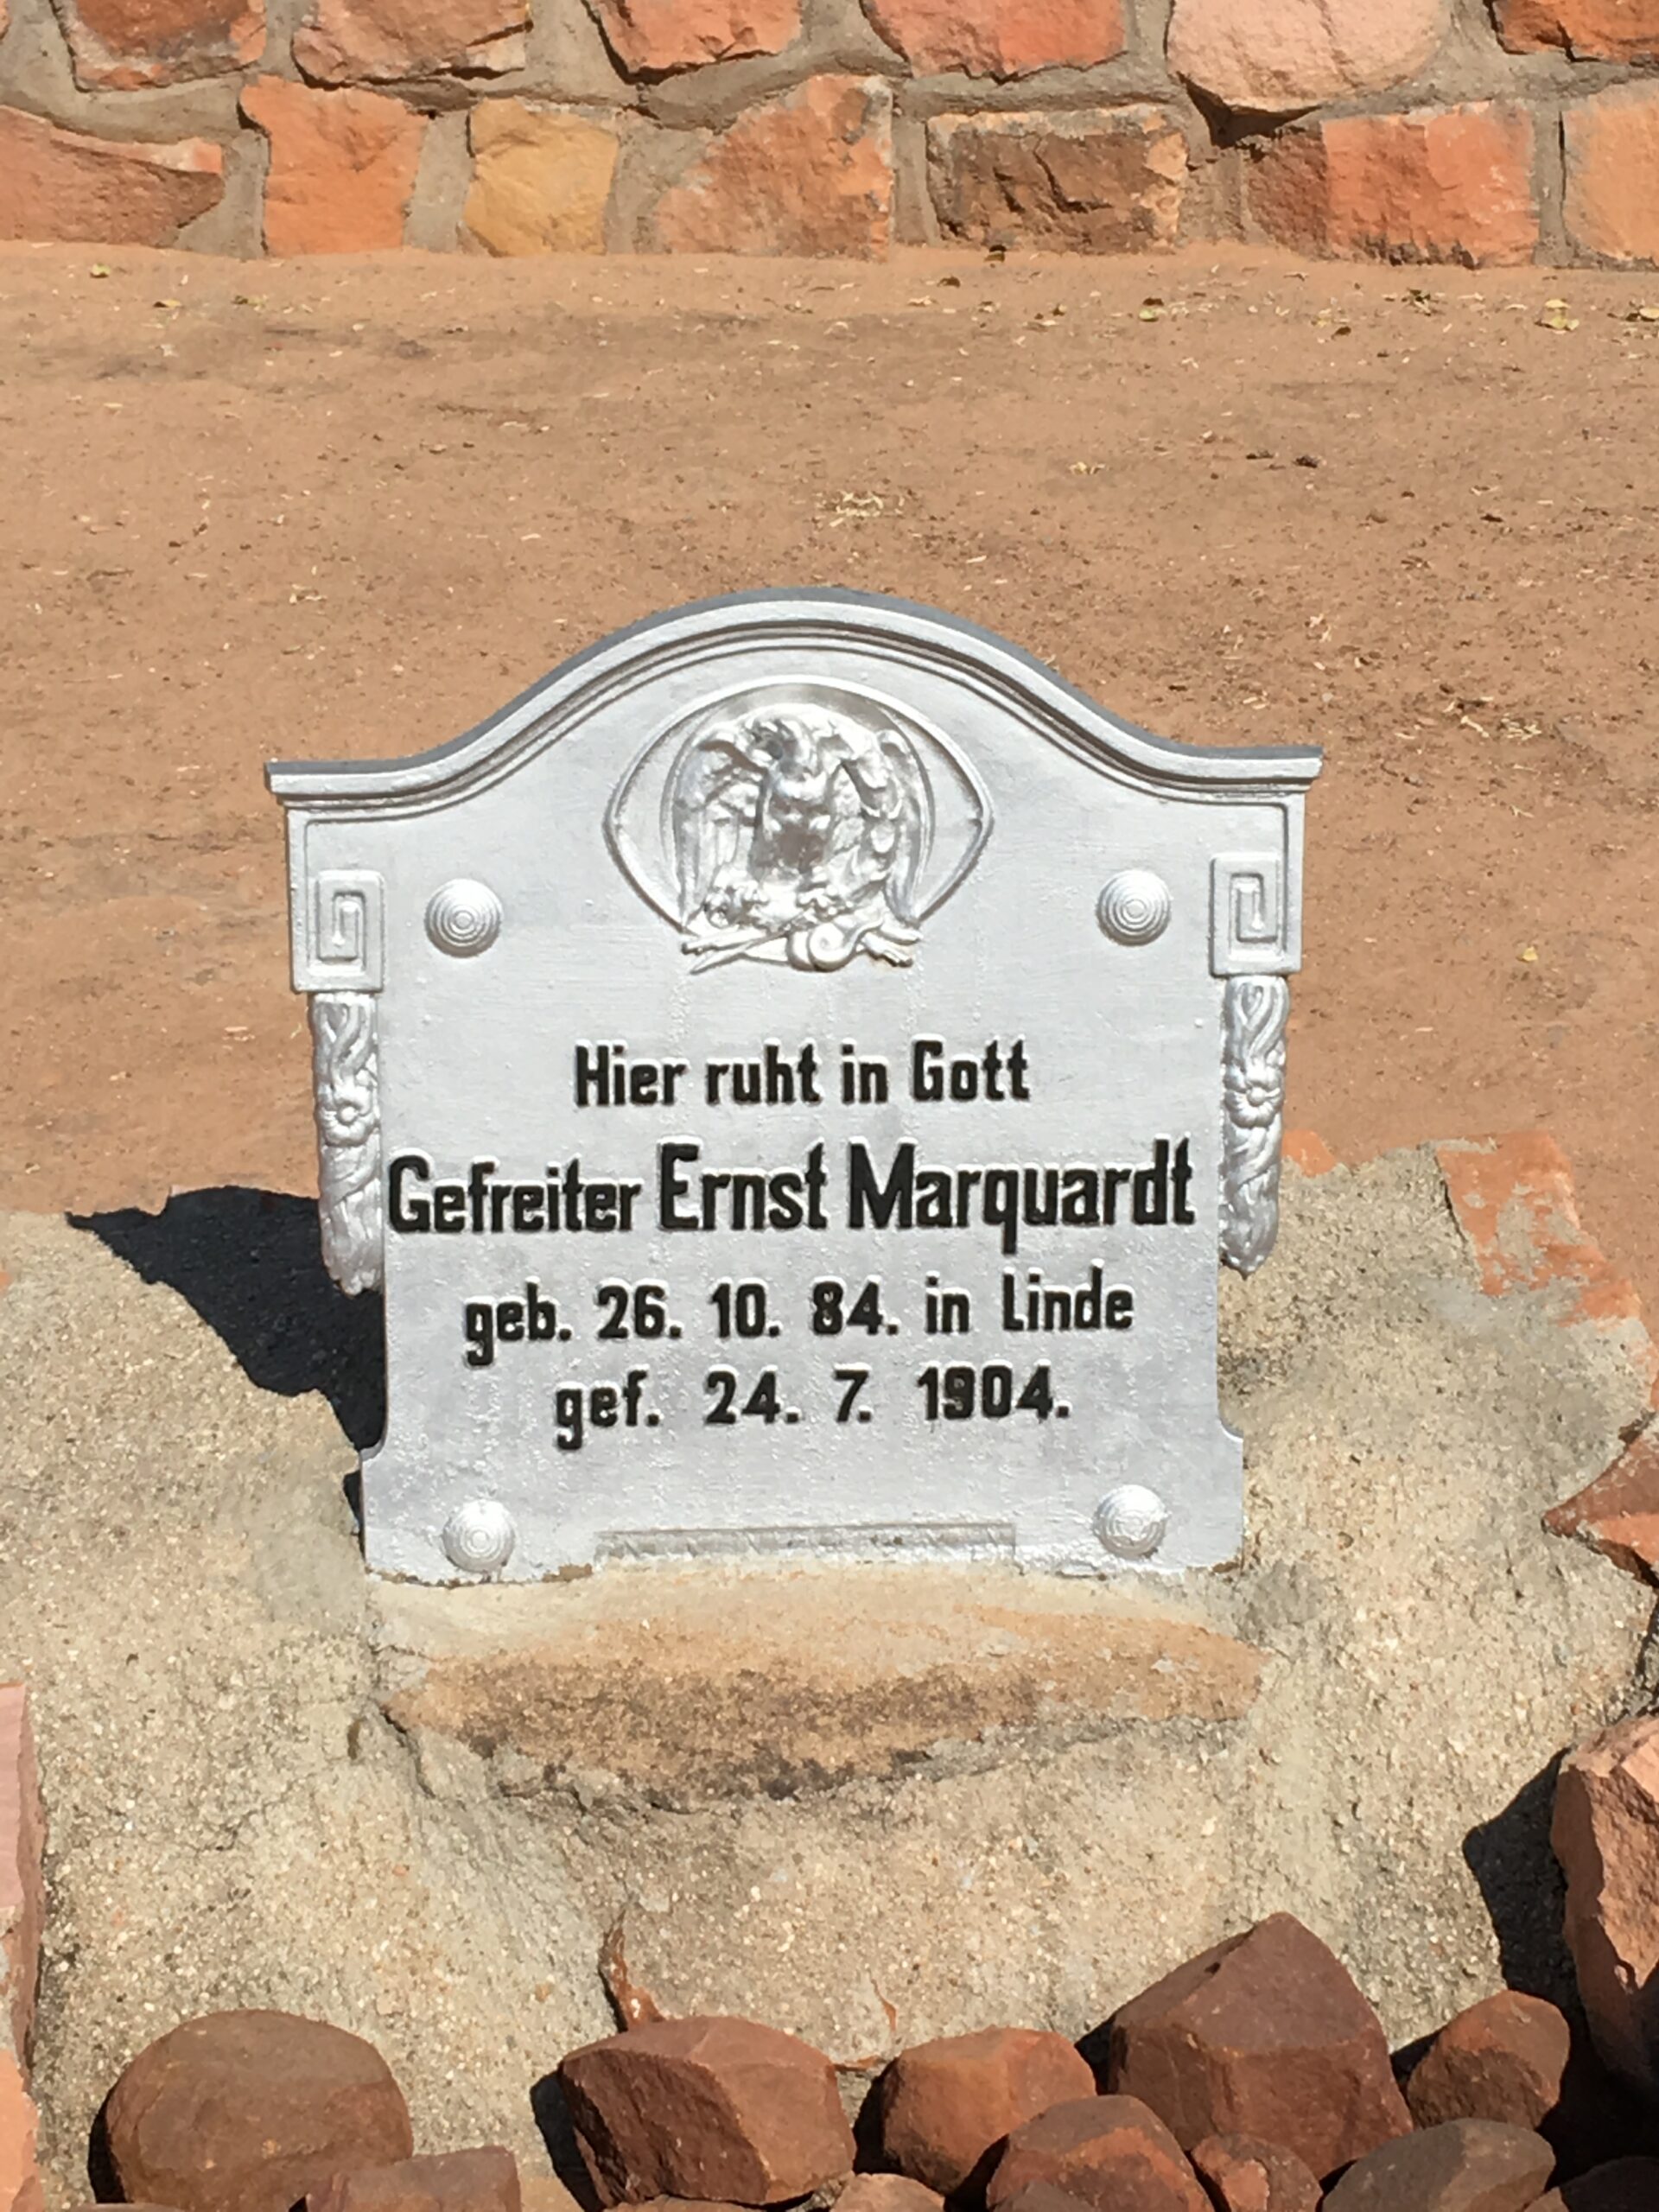 Hier ruht in Gott
Gefreiter Ernst Marquardt
geb. 26. 10. 84. in Linde
gef. 24. 7. 1904.